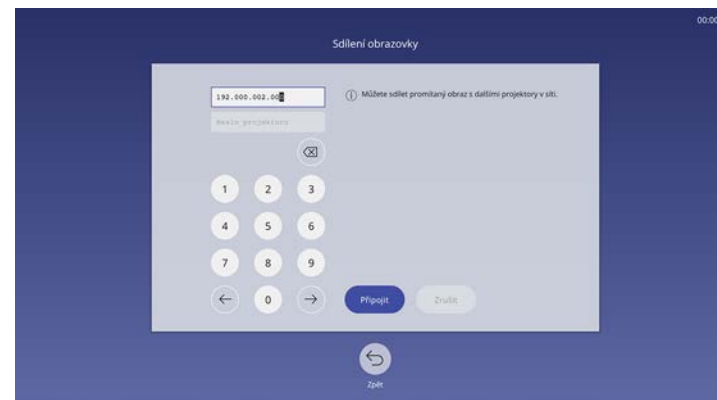 00:00
Sdílení obrazovky
192.000.002.00
Můžete sdílet promítaný obraz s dalšími projektory v síti.
Heslo projektoru
1 2 3
4 5 6
7 8 9
0
Připojit Zrušit
Zpět